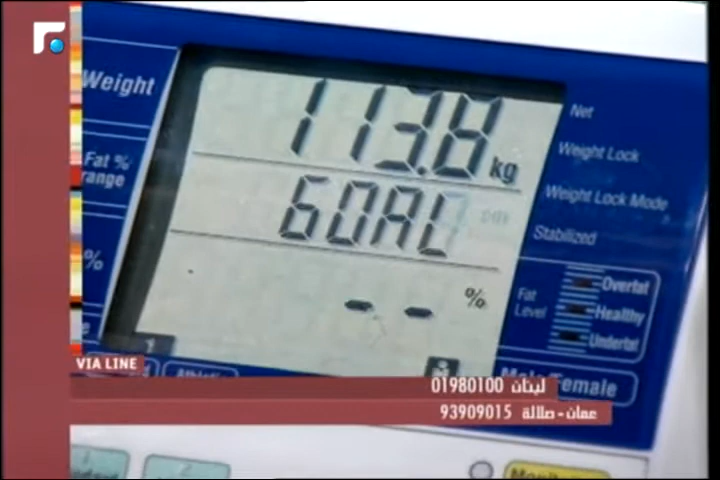 Weight
113.8 kg
Net
Weight Lock
Fat %
range
Weight Lock Mode
GOAL
Stabilized
%
- - %
Fat
Level
Overfat
Healthy
Underfat
VIA LINE
Male/Female
لبنان 01980100
عمان-صلالة 93909015